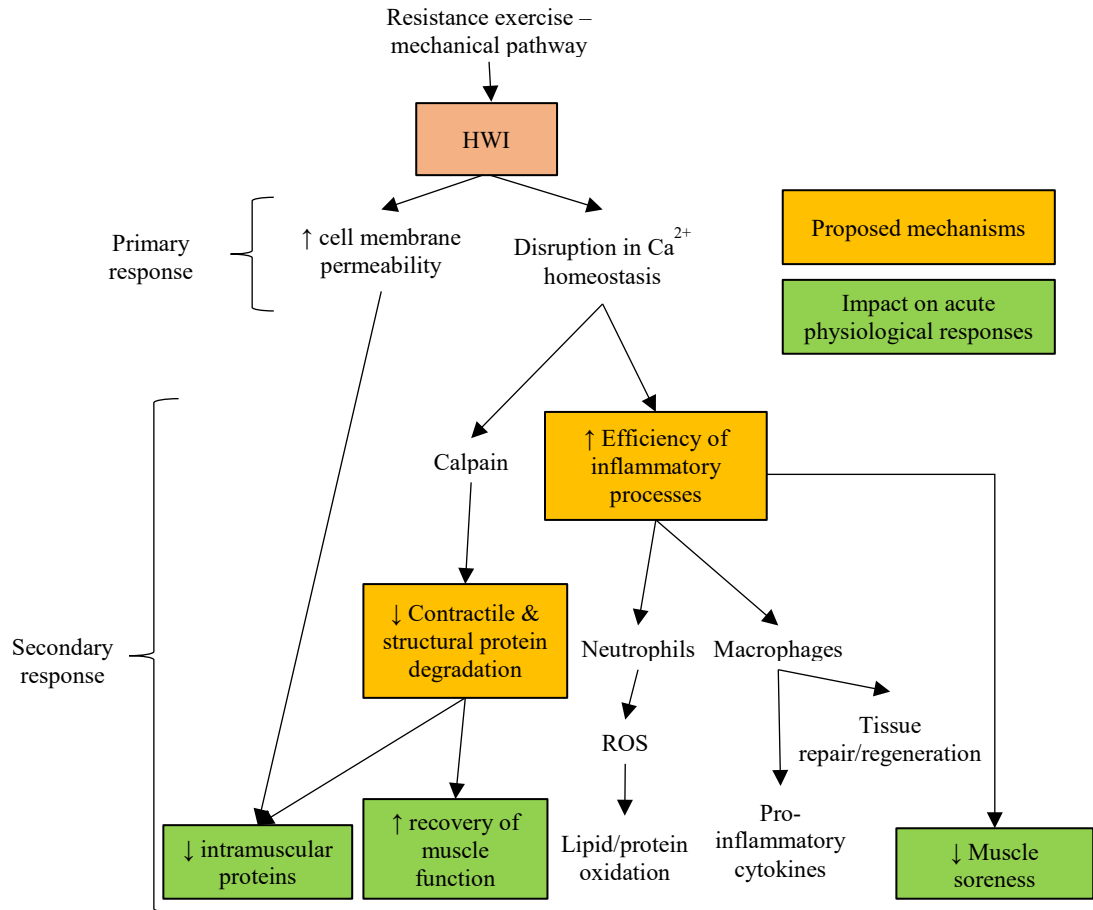 Resistance exercise –
mechanical pathway
HWI
Primary
response
↑ cell membrane
permeability
Disruption in Ca²⁺
homeostasis
Proposed mechanisms
Impact on acute
physiological responses
Secondary
response
Calpain
↑ Efficiency of
inflammatory
processes
↓ Contractile &
structural protein
degradation
Neutrophils
Macrophages
ROS
Tissue
repair/regeneration
↓ intramuscular
proteins
↑ recovery of
muscle
function
Lipid/protein
oxidation
Pro-
inflammatory
cytokines
↓ Muscle
soreness